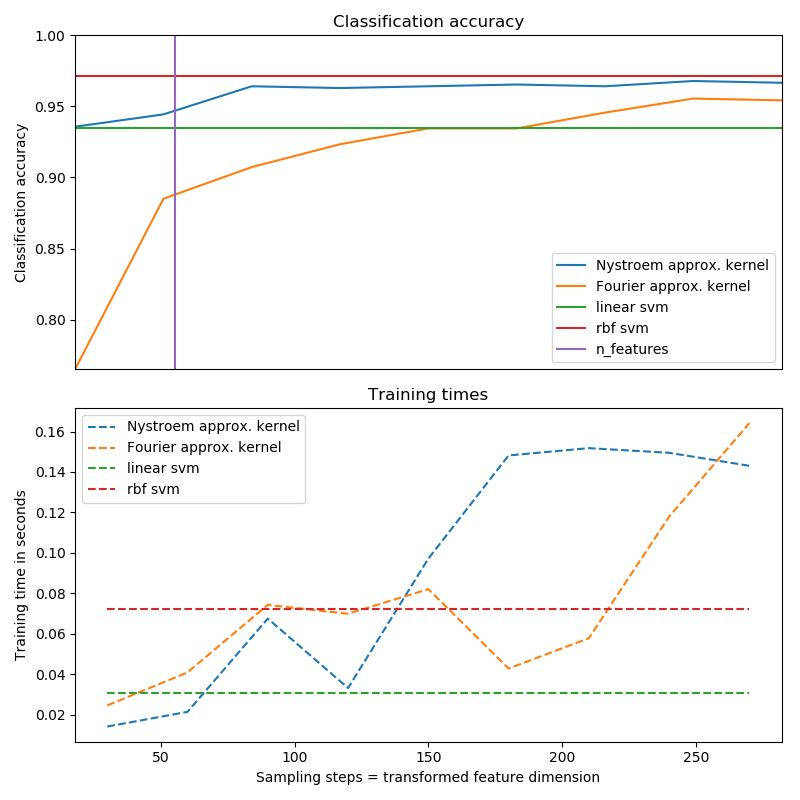 Classification accuracy
1.00
0.95
0.90
0.85
0.80
Classification accuracy
Nystroem approx. kernel
Fourier approx. kernel
linear svm
rbf svm
n_features
Training times
0.16
0.14
0.12
0.10
0.08
0.06
0.04
0.02
Training time in seconds
Nystroem approx. kernel
Fourier approx. kernel
linear svm
rbf svm
50 100 150 200 250
Sampling steps = transformed feature dimension